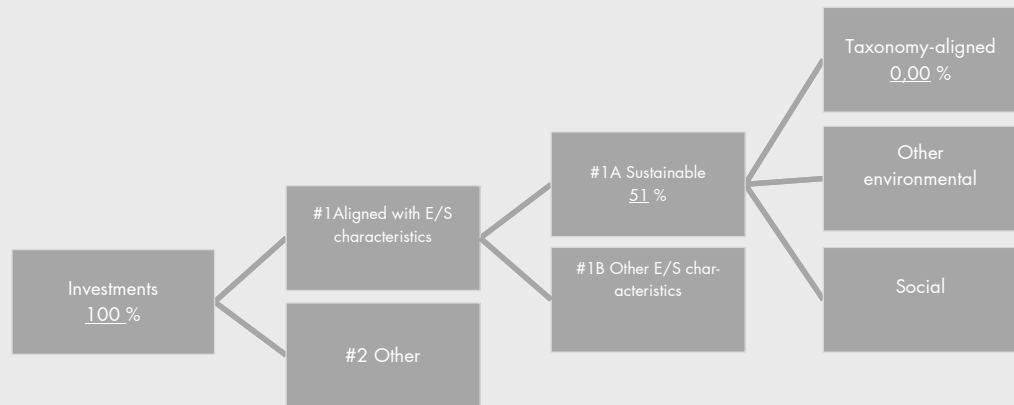 Investments
100 %
#1Aligned with E/S
characteristics
#2 Other
#1A Sustainable
51 %
#1B Other E/S char-
acteristics
Taxonomy-aligned
0,00 %
Other
environmental
Social